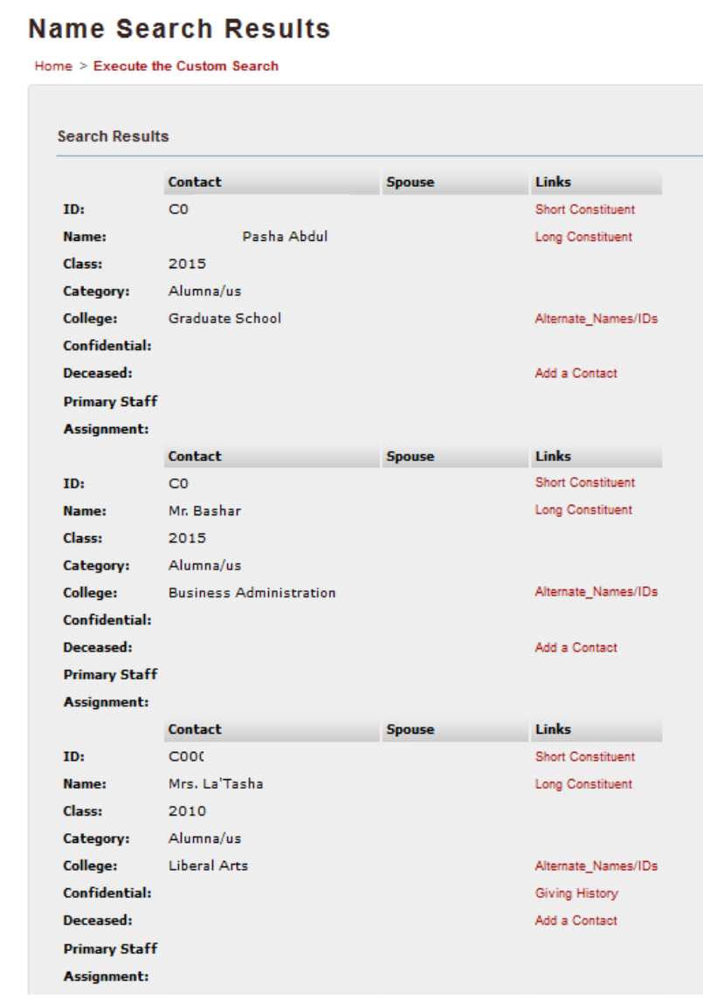 Name Search Results
Home > Execute the Custom Search
Search Results
Contact Spouse Links
ID: C0 Short Constituent
Name: Pasha Abdul Long Constituent
Class: 2015
Category: Alumna/us
College: Graduate School Alternate_Names/IDs
Confidential:
Deceased: Add a Contact
Primary Staff
Assignment:
Contact Spouse Links
ID: C0 Short Constituent
Name: Mr. Bashar Long Constituent
Class: 2015
Category: Alumna/us
College: Business Administration Alternate_Names/IDs
Confidential:
Deceased: Add a Contact
Primary Staff
Assignment:
Contact Spouse Links
ID: Short Constituent
Name: Mrs. La'Tasha Long Constituent
Class: 2010
Category: Alumna/us
College: Liberal Arts Alternate_Names/IDs
Confidential: Giving History
Deceased: Add a Contact
Primary Staff
Assignment: